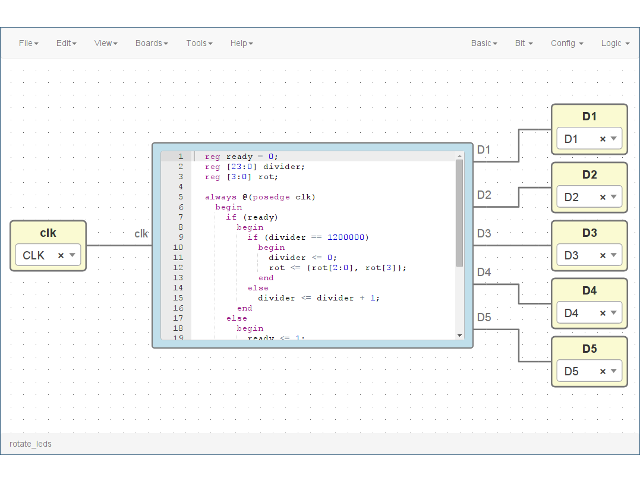 File Edit View Boards Tools Help Basic Bit Config Logic
clk
CLK × 
clk
1 reg ready = 0;
2 reg [23:0] divider;
3 reg [3:0] rot;
4
5 always @(posedge clk)
6 begin
7 if (ready)
8 begin
9 if (divider == 1200000)
10 begin
11 divider <= 0;
12 rot <= {rot[2:0], rot[3]};
13 end
14 else
15 divider <= divider + 1;
16 end
17 else
18 begin
19 ready <= 1;
D1
D2
D3
D4
D5
D1
D1 ×
D2
D2 ×
D3
D3 ×
D4
D4 ×
D5
D5 ×
rotate_leds